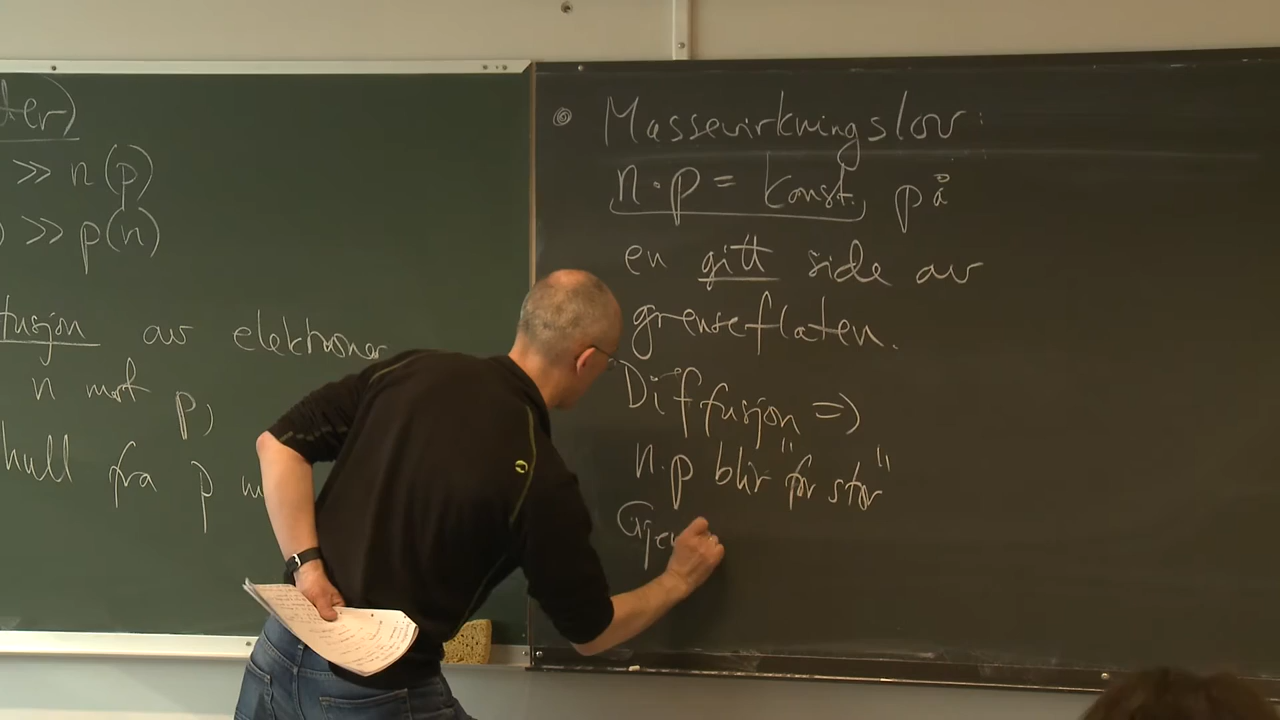 ter)
≫ n(p)
) ≫ p(n)
fusjon av elektroner
n mot p,
hull fra p m
◎ Massevirkningslov:
n·p = konst. på
en gitt side av
grenseflaten.
Diffusjon ⇒
n·p blir "for stor"
Gjen